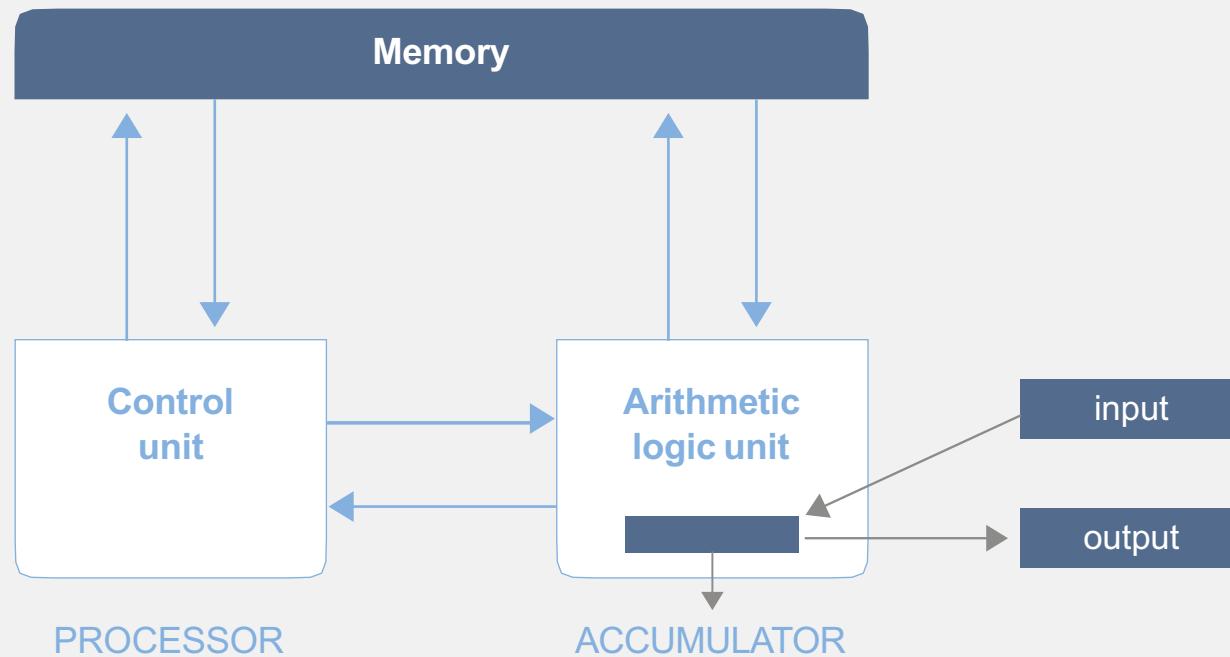 Memory
Control
unit
Arithmetic
logic unit
input
output
PROCESSOR
ACCUMULATOR